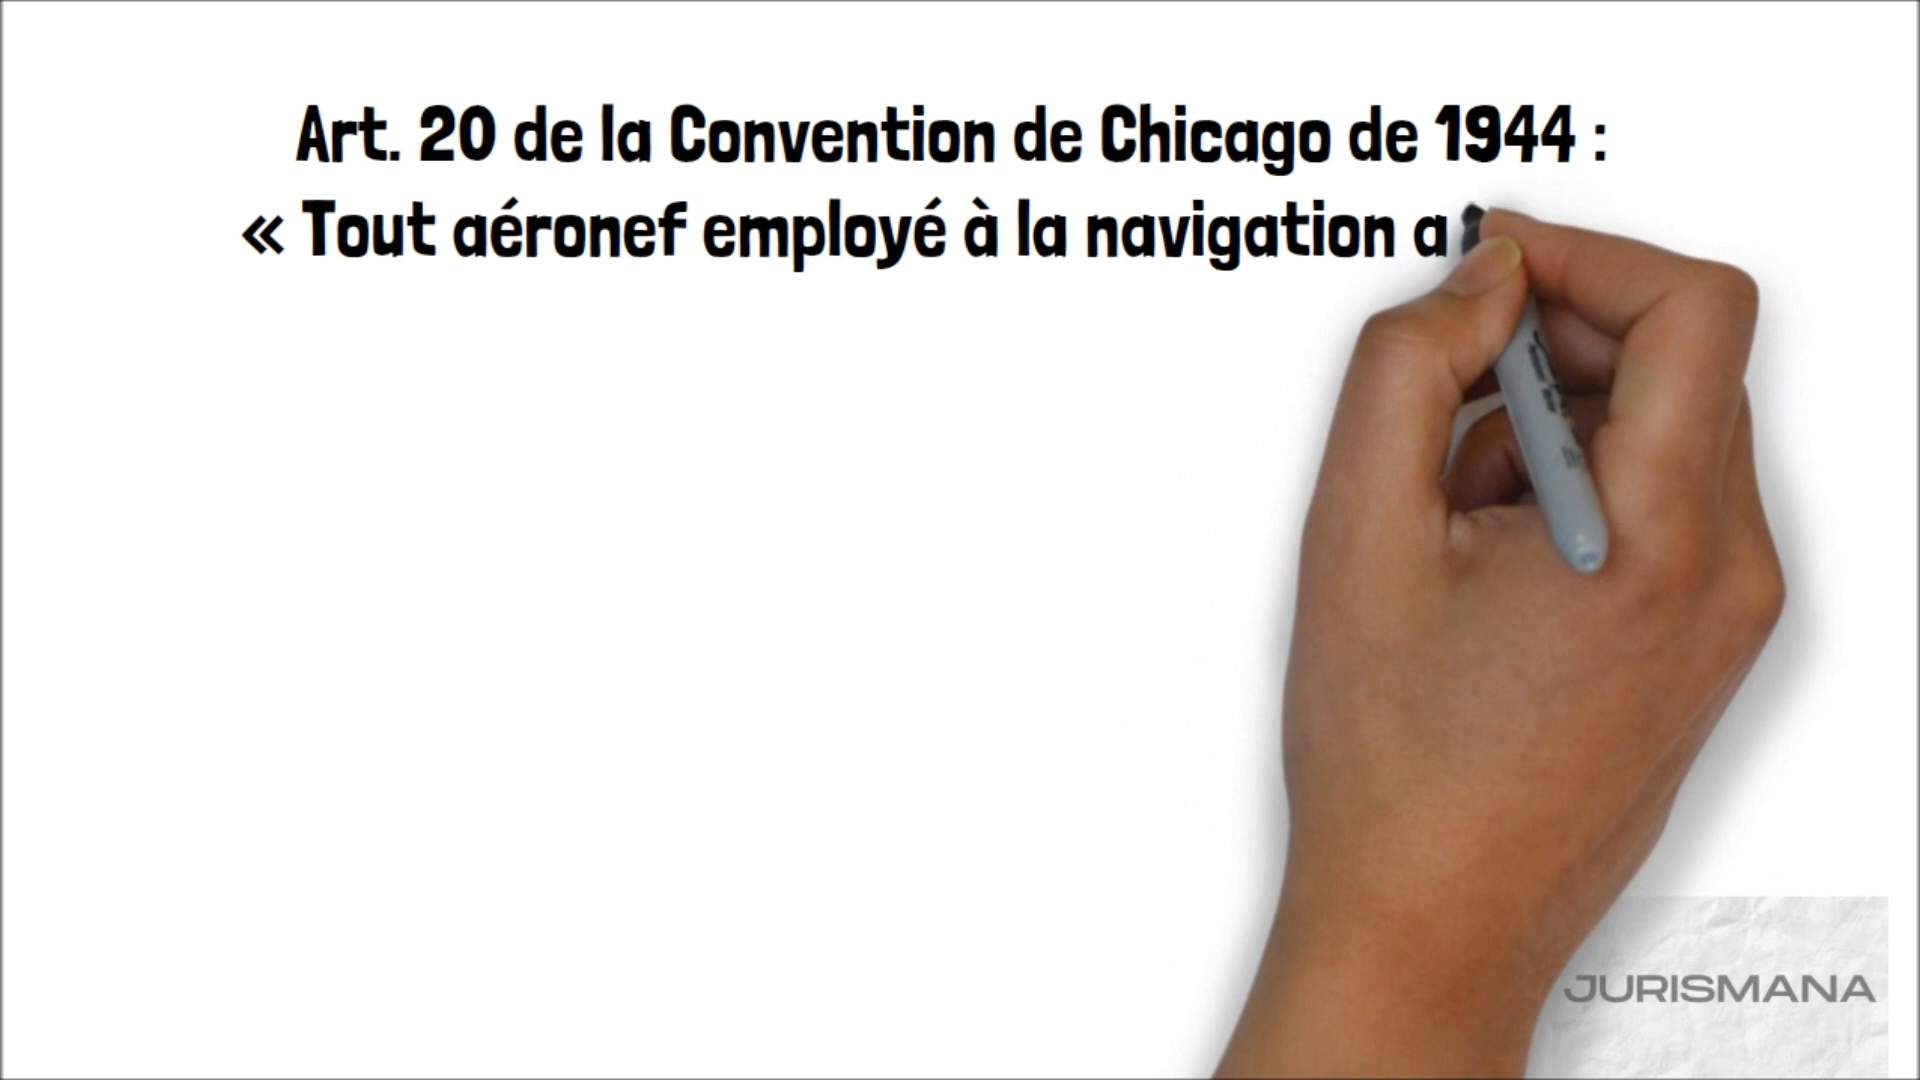 Art. 20 de la Convention de Chicago de 1944 :
« Tout aéronef employé à la navigation a
JURISMANA